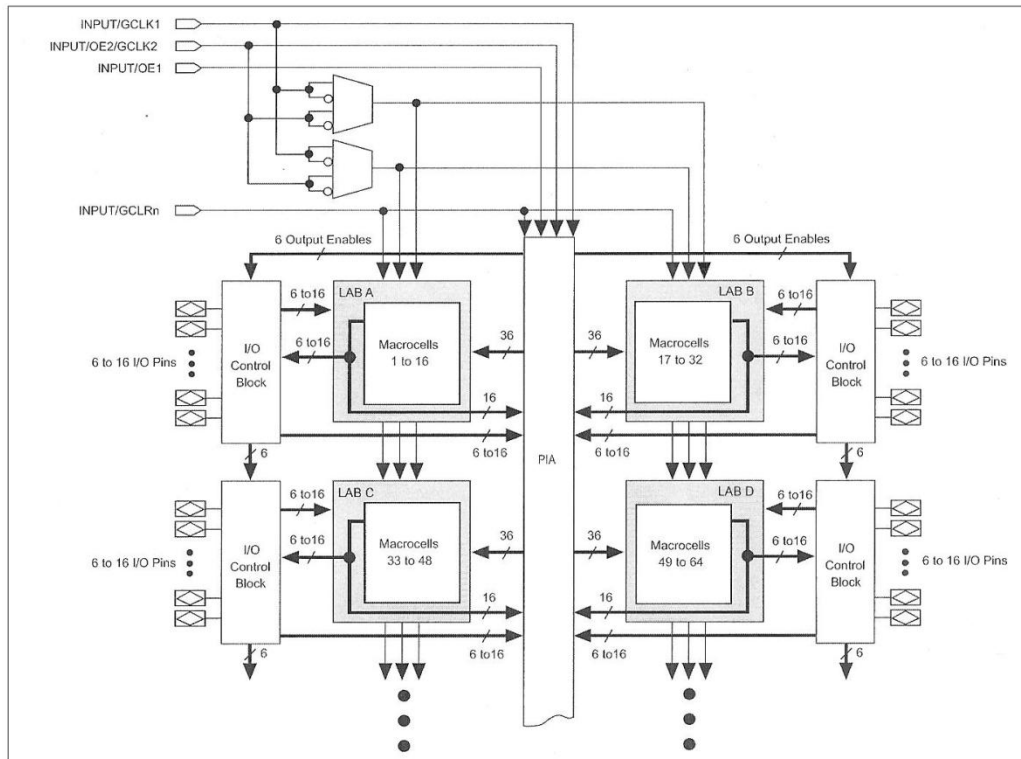 INPUT/GCLK1
INPUT/OE2/GCLK2
INPUT/OE1
INPUT/GCLRn
6 Output Enables
6 Output Enables
LAB A
LAB B
6 to16
6 to16
6 to16
6 to16
Macrocells
1 to 16
36
36
Macrocells
17 to 32
I/O
Control
Block
I/O
Control
Block
6 to 16 I/O Pins
6 to 16 I/O Pins
16
16
6 to16
6 to16
PIA
6
6
LAB C
LAB D
6 to16
6 to16
6 to16
6 to16
Macrocells
33 to 48
36
36
Macrocells
49 to 64
I/O
Control
Block
I/O
Control
Block
6 to 16 I/O Pins
6 to 16 I/O Pins
16
16
6 to16
6 to16
6
6